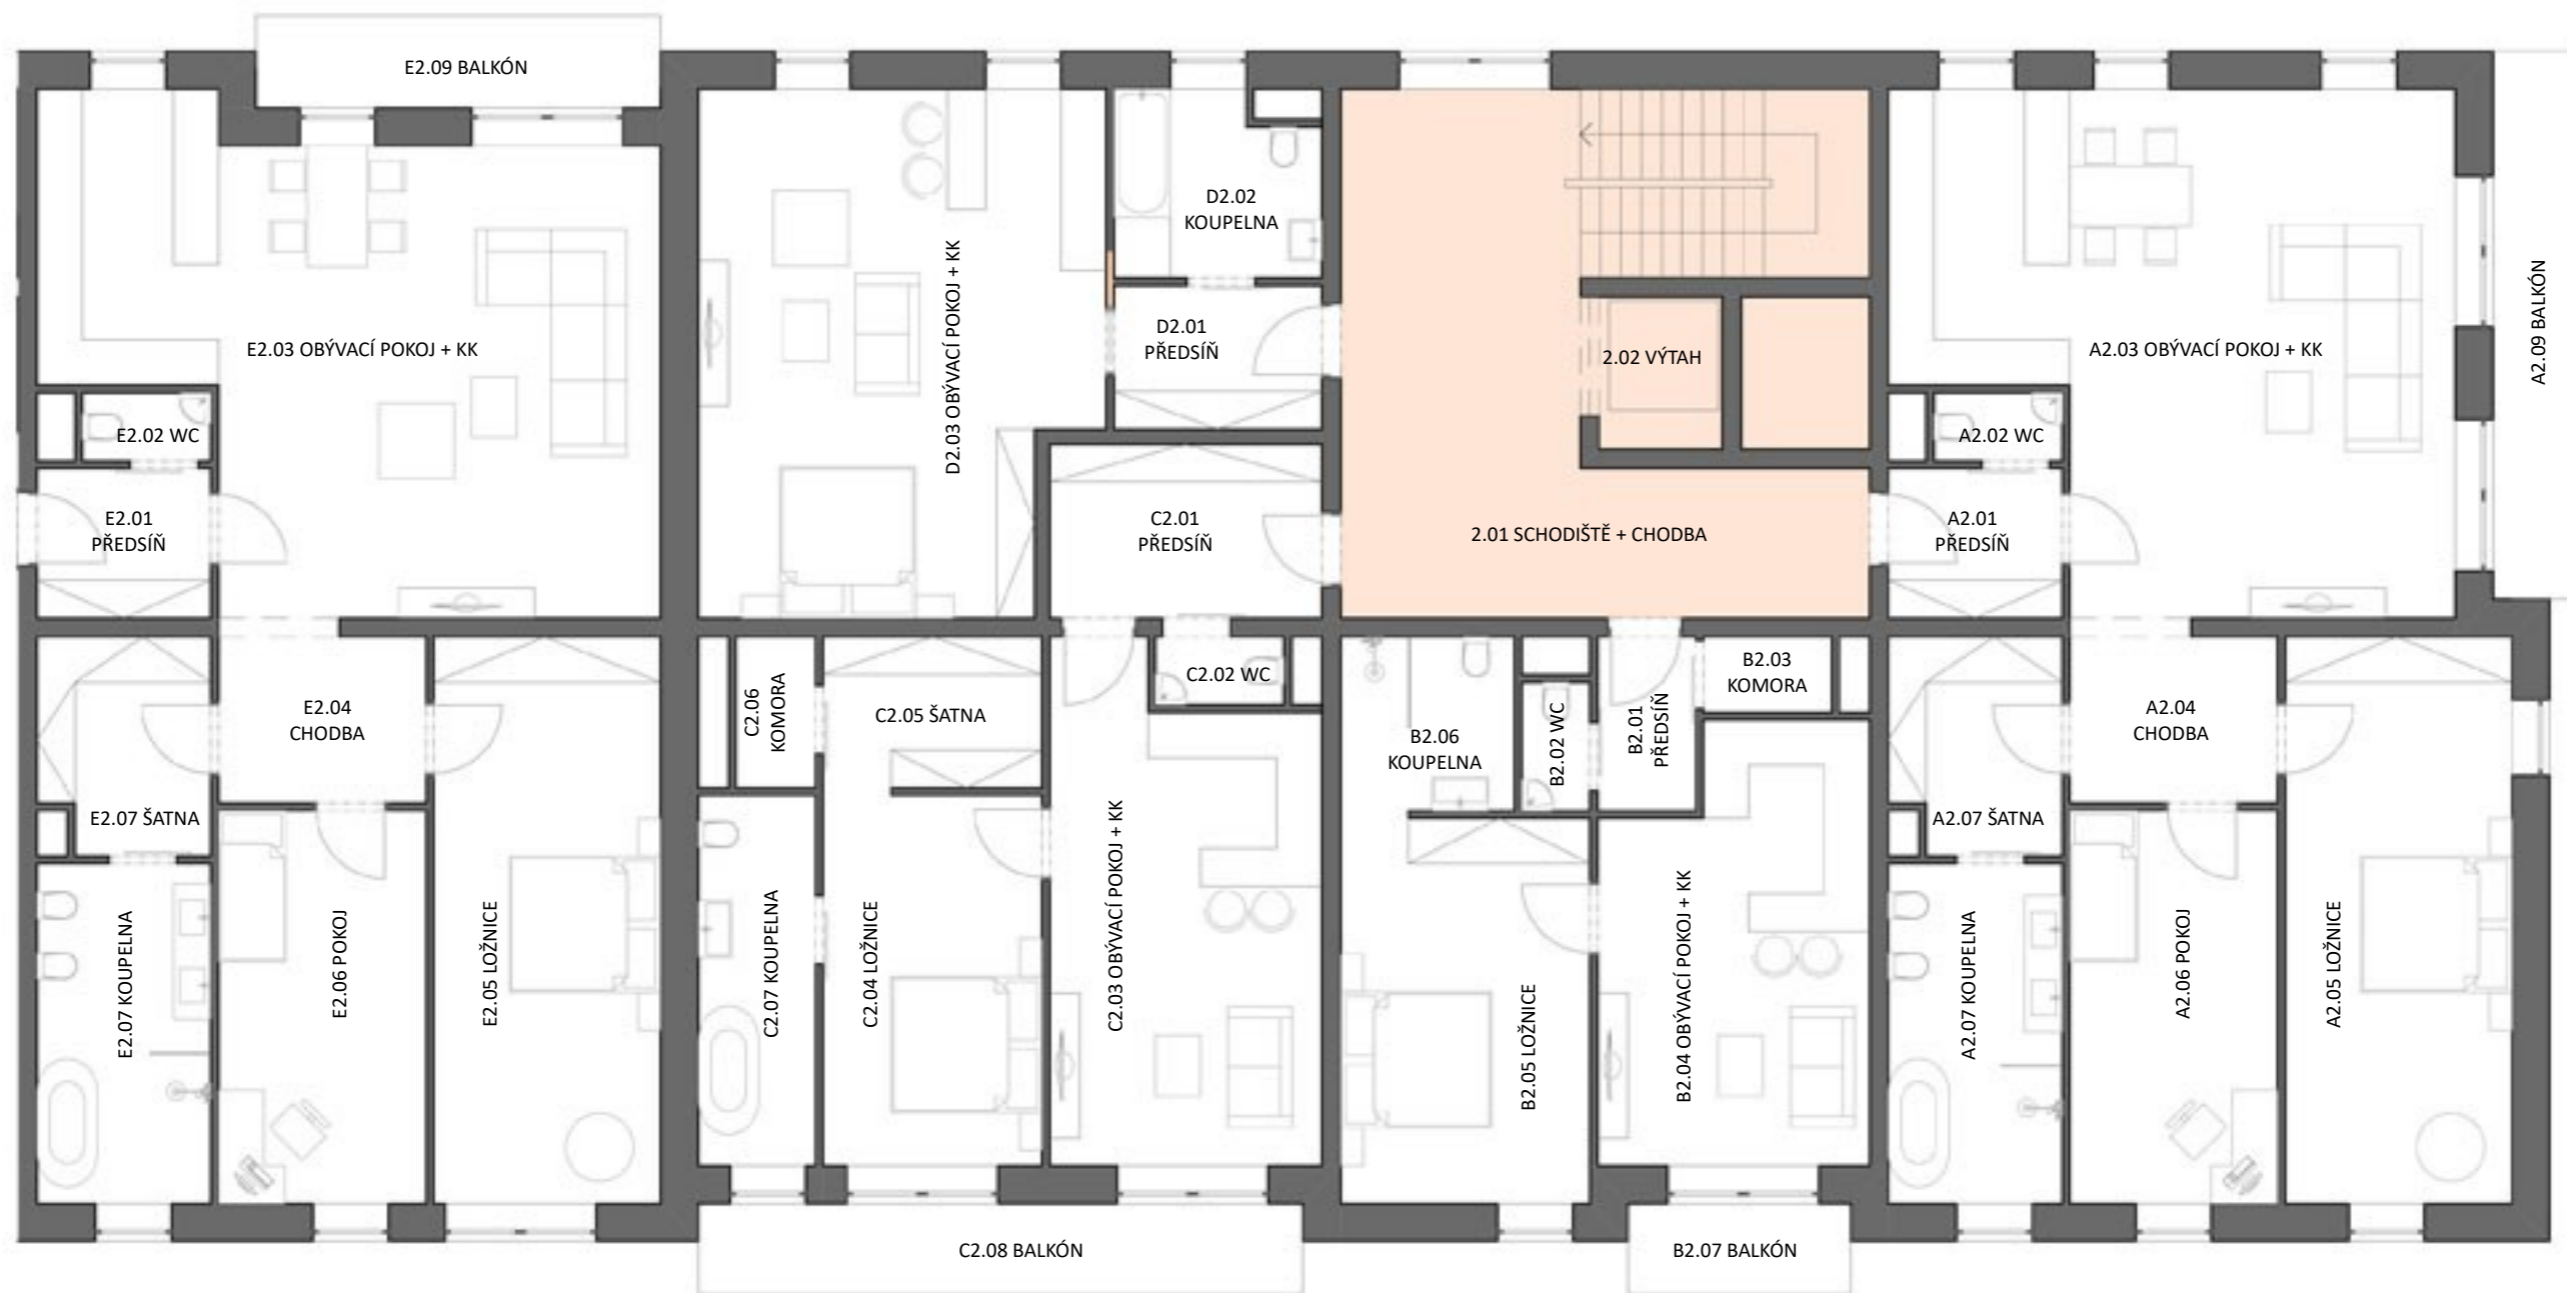 E2.09 BALKÓN
E2.03 OBÝVACÍ POKOJ + KK
E2.02 WC
E2.01
PŘEDSÍŇ
E2.04
CHODBA
E2.07 ŠATNA
E2.07 KOUPELNA
E2.06 POKOJ
E2.05 LOŽNICE
D2.03 OBÝVACÍ POKOJ + KK
D2.02
KOUPELNA
D2.01
PŘEDSÍŇ
C2.01
PŘEDSÍŇ
C2.02 WC
C2.06
KOMORA
C2.05 ŠATNA
C2.07 KOUPELNA
C2.04 LOŽNICE
C2.03 OBÝVACÍ POKOJ + KK
C2.08 BALKÓN
2.02 VÝTAH
2.01 SCHODIŠTĚ + CHODBA
B2.06
KOUPELNA
B2.02 WC
B2.01
PŘEDSÍŇ
B2.03
KOMORA
B2.05 LOŽNICE
B2.04 OBÝVACÍ POKOJ + KK
B2.07 BALKÓN
A2.03 OBÝVACÍ POKOJ + KK
A2.09 BALKÓN
A2.02 WC
A2.01
PŘEDSÍŇ
A2.04
CHODBA
A2.07 ŠATNA
A2.07 KOUPELNA
A2.06 POKOJ
A2.05 LOŽNICE